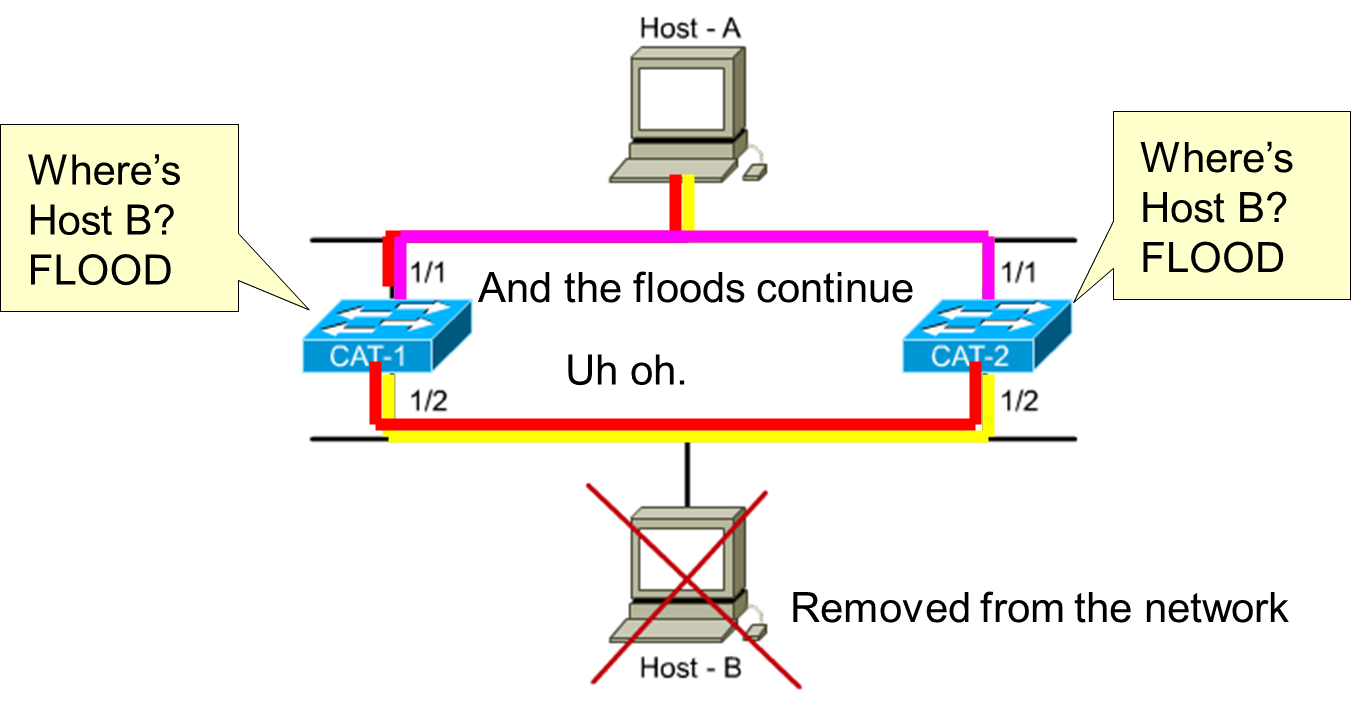 Host - A
Where’s
Host B?
FLOOD
Where’s
Host B?
FLOOD
1/1
1/1
And the floods continue
CAT-1
CAT-2
Uh oh.
1/2
1/2
Removed from the network
Host - B